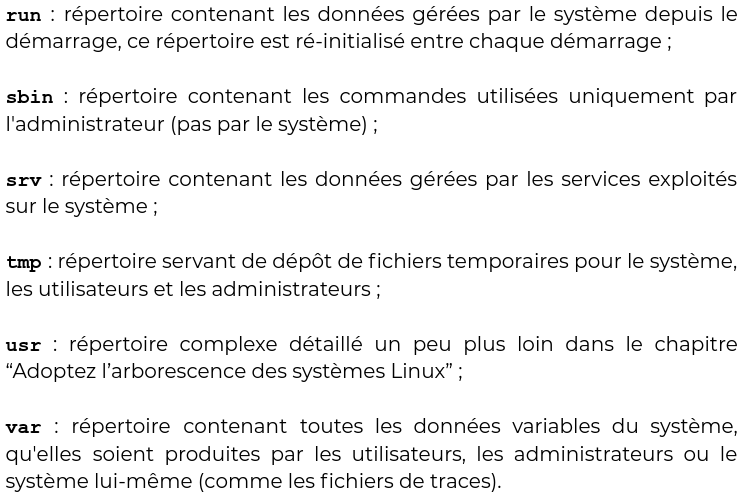 run : répertoire contenant les données gérées par le système depuis le
démarrage, ce répertoire est ré-initialisé entre chaque démarrage ;
sbin : répertoire contenant les commandes utilisées uniquement par
l'administrateur (pas par le système) ;
srv : répertoire contenant les données gérées par les services exploités
sur le système ;
tmp : répertoire servant de dépôt de fichiers temporaires pour le système,
les utilisateurs et les administrateurs ;
usr : répertoire complexe détaillé un peu plus loin dans le chapitre
“Adoptez l’arborescence des systèmes Linux” ;
var : répertoire contenant toutes les données variables du système,
qu'elles soient produites par les utilisateurs, les administrateurs ou le
système lui-même (comme les fichiers de traces).